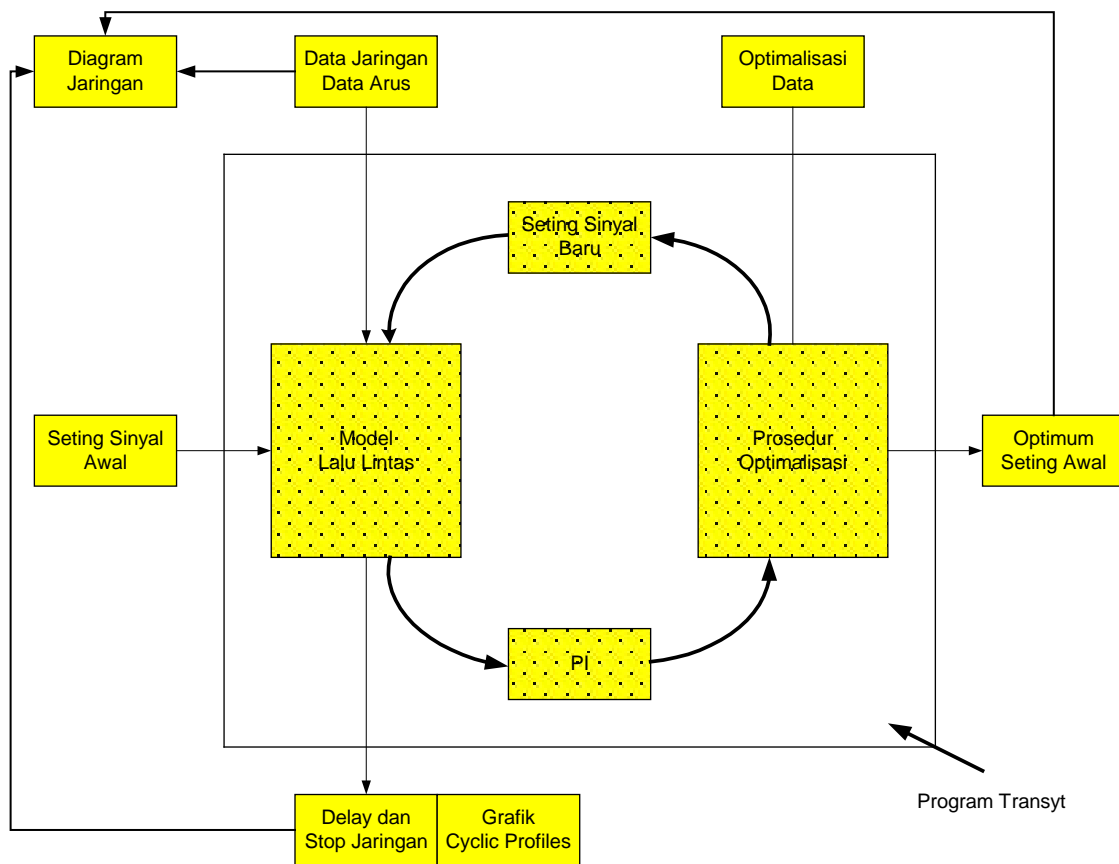 Diagram
Jaringan
Data Jaringan
Data Arus
Optimalisasi
Data
Seting Sinyal
Baru
Seting Sinyal
Awal
Model
Lalu Lintas
Prosedur
Optimalisasi
Optimum
Seting Awal
PI
Delay dan
Stop Jaringan
Grafik
Cyclic Profiles
Program Transyt